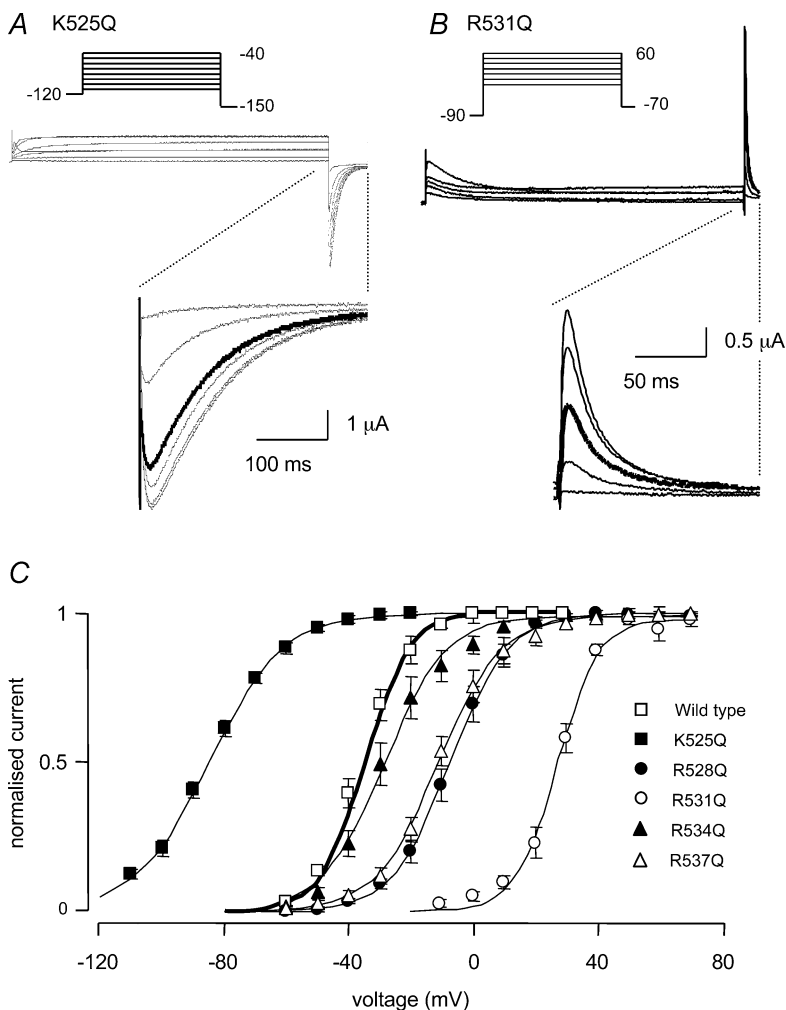 A K525Q
-40
-120
-150
B R531Q
60
-90
-70
1 µA
100 ms
0.5 µA
50 ms
C
1
0.5
0
normalised current
Wild type
K525Q
R528Q
R531Q
R534Q
R537Q
-120 -80 -40 0 40 80
voltage (mV)